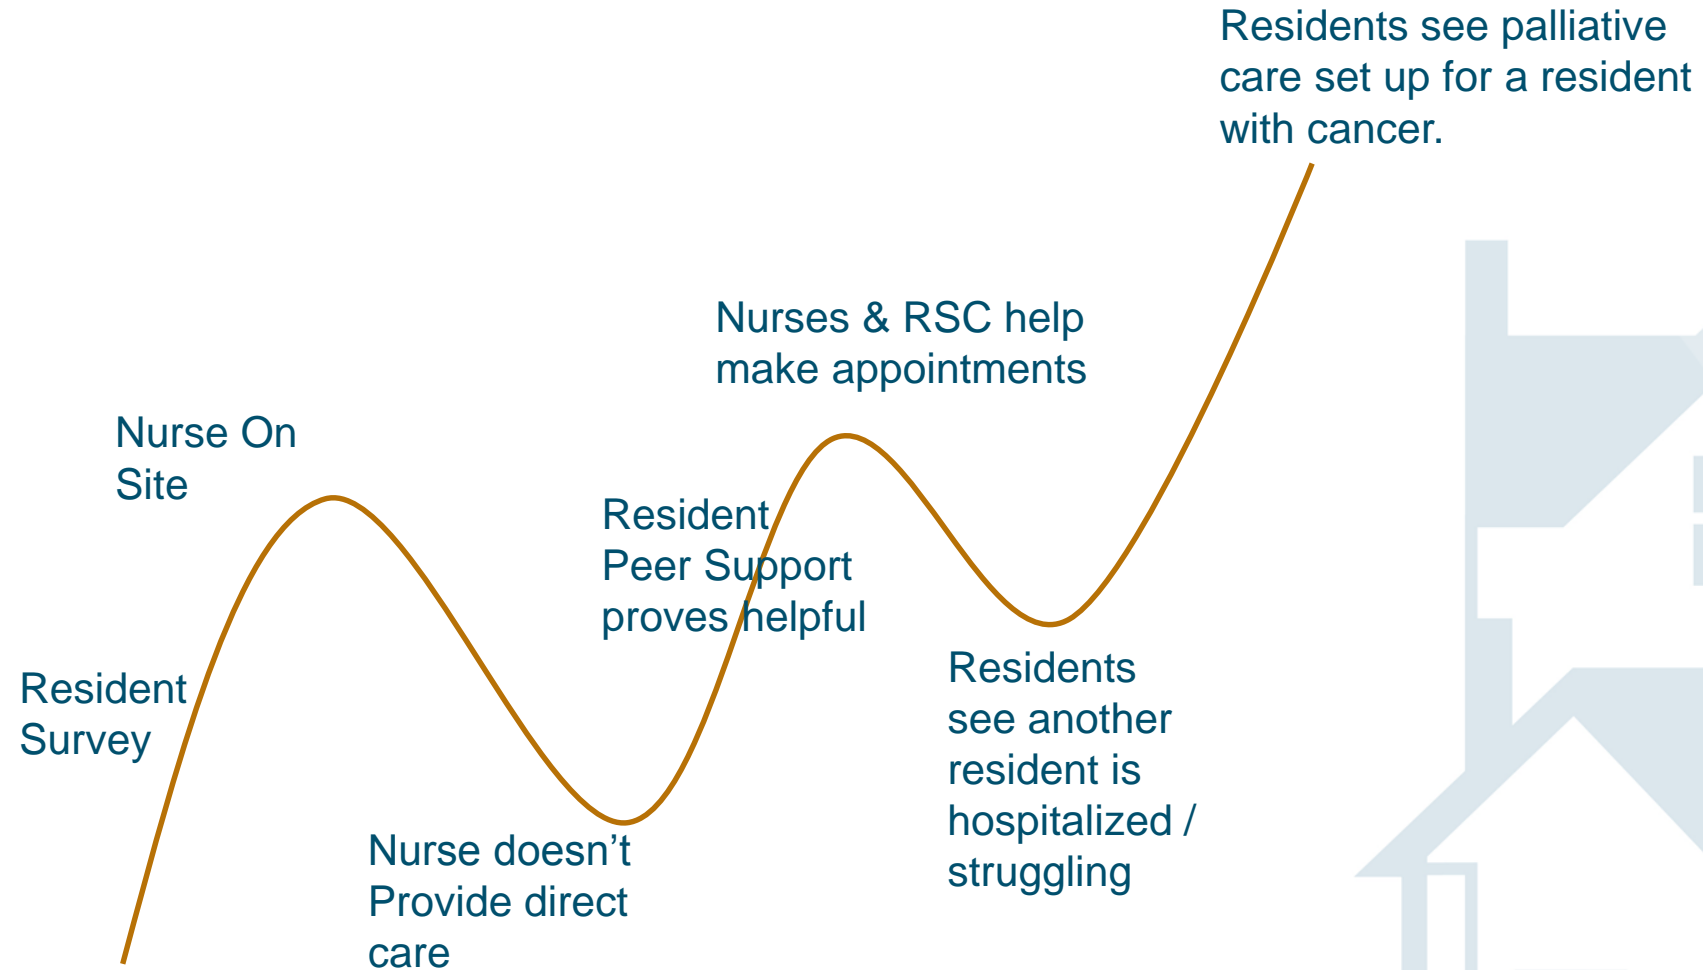 Residents see palliative
care set up for a resident
with cancer.
Nurses & RSC help
make appointments
Nurse On
Site
Resident
Peer Support
proves helpful
Resident
Survey
Residents
see another
resident is
hospitalized /
struggling
Nurse doesn’t
Provide direct
care